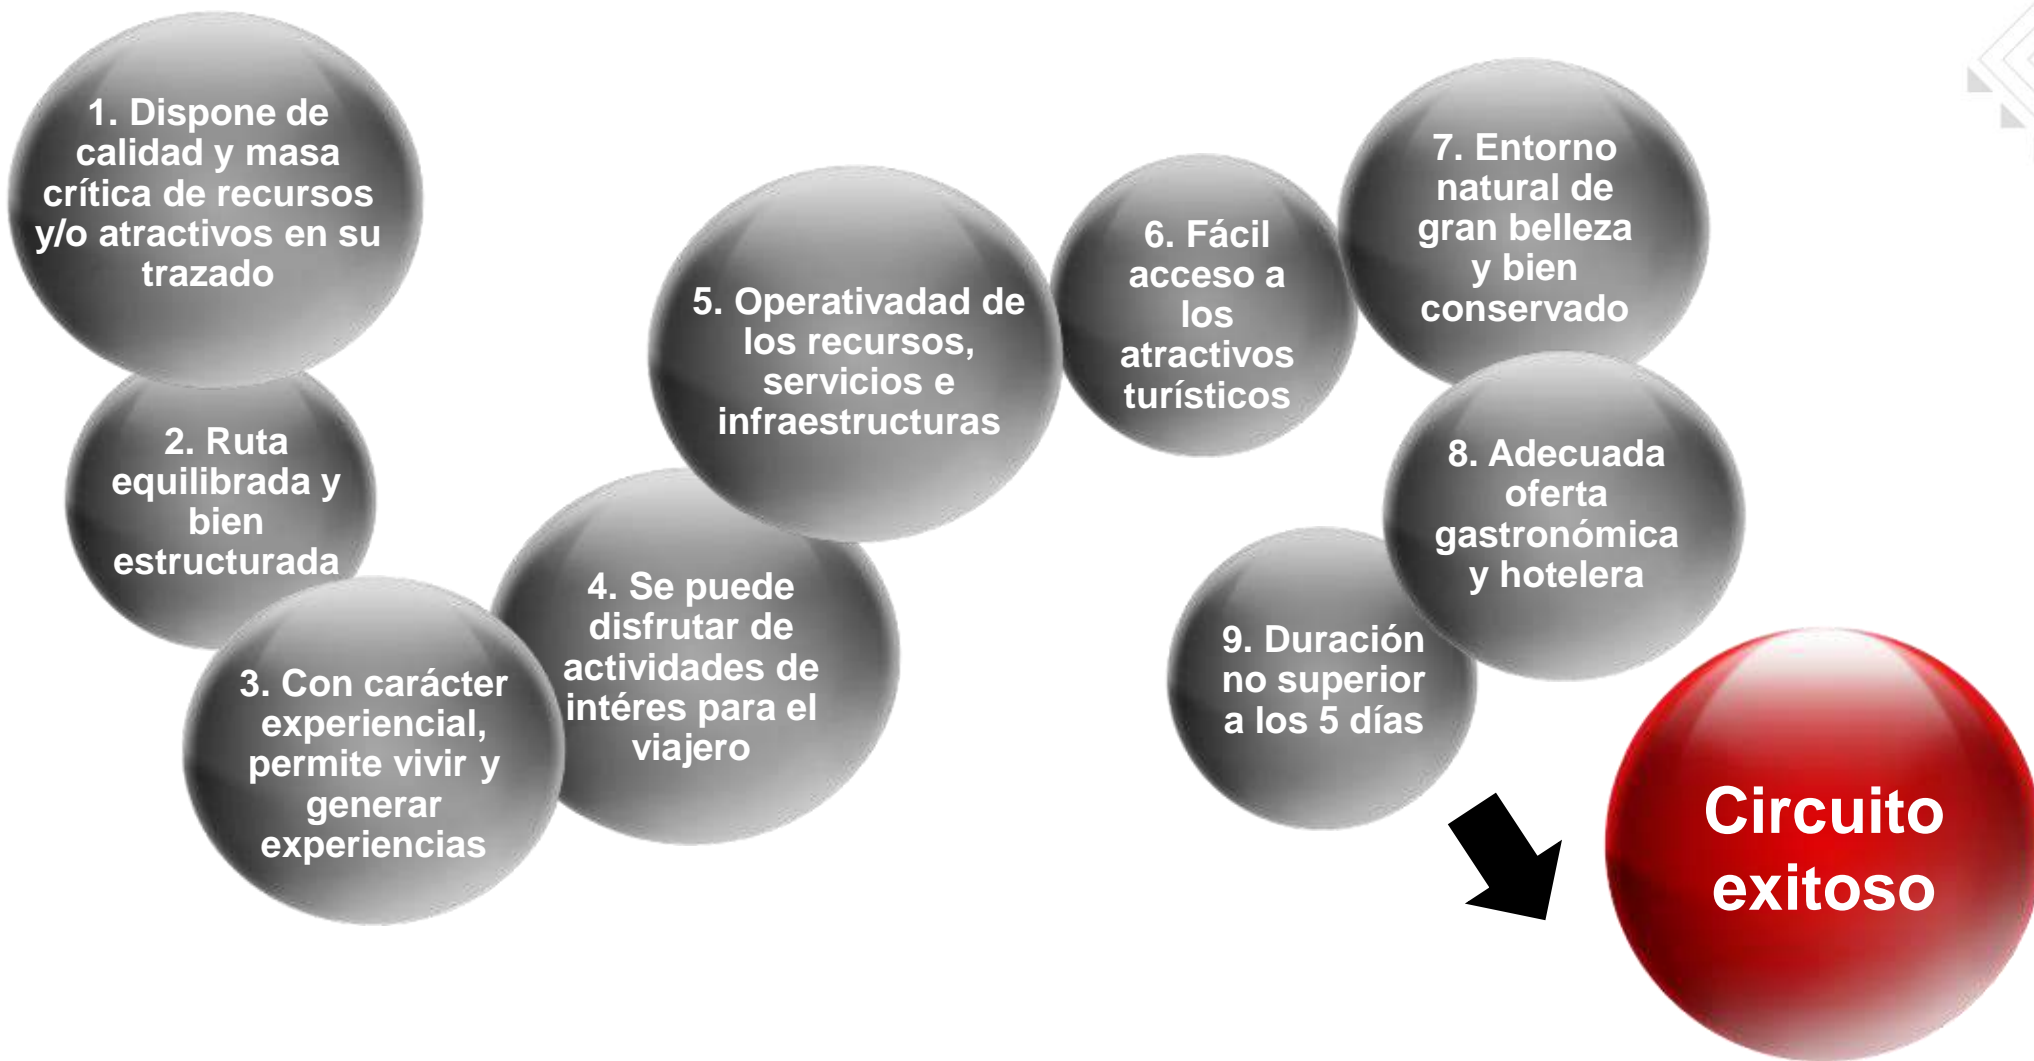 1. Dispone de
calidad y masa
crítica de recursos
y/o atractivos en su
trazado
2. Ruta
equilibrada y
bien
estructurada
3. Con carácter
experiencial,
permite vivir y
generar
experiencias
4. Se puede
disfrutar de
actividades de
intéres para el
viajero
5. Operativadad de
los recursos,
servicios e
infraestructuras
6. Fácil
acceso a
los
atractivos
turísticos
7. Entorno
natural de
gran belleza
y bien
conservado
8. Adecuada
oferta
gastronómica
y hotelera
9. Duración
no superior
a los 5 días
Circuito
exitoso